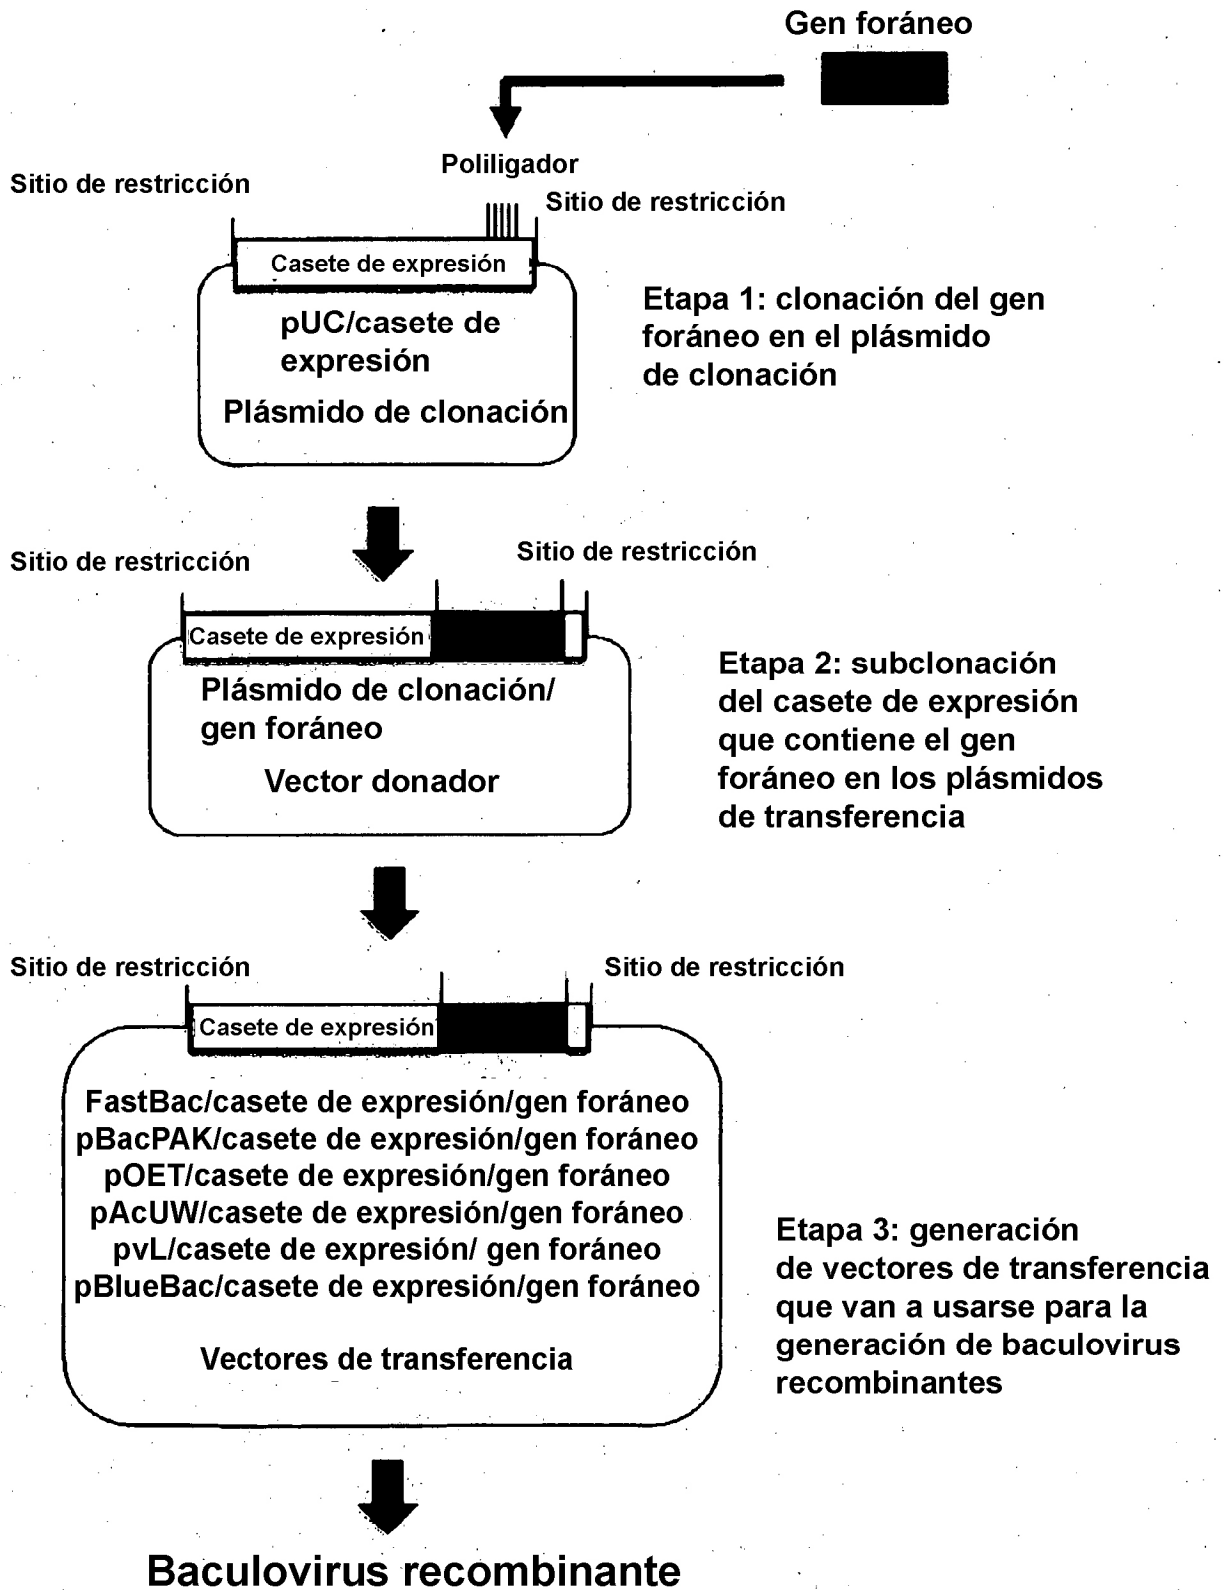 Gen foráneo
Poliligador
Sitio de restricción
Sitio de restricción
Casete de expresión
pUC/casete de
expresión
Plásmido de clonación
Etapa 1: clonación del gen
foráneo en el plásmido
de clonación
Sitio de restricción
Sitio de restricción
Casete de expresión
Plásmido de clonación/
gen foráneo
Vector donador
Etapa 2: subclonación
del casete de expresión
que contiene el gen
foráneo en los plásmidos
de transferencia
Sitio de restricción
Sitio de restricción
Casete de expresión
FastBac/casete de expresión/gen foráneo
pBacPAK/casete de expresión/gen foráneo
pOET/casete de expresión/gen foráneo
pAcUW/casete de expresión/gen foráneo
pvL/casete de expresión/ gen foráneo
pBlueBac/casete de expresión/gen foráneo
Vectores de transferencia
Etapa 3: generación
de vectores de transferencia
que van a usarse para la
generación de baculovirus
recombinantes
Baculovirus recombinante